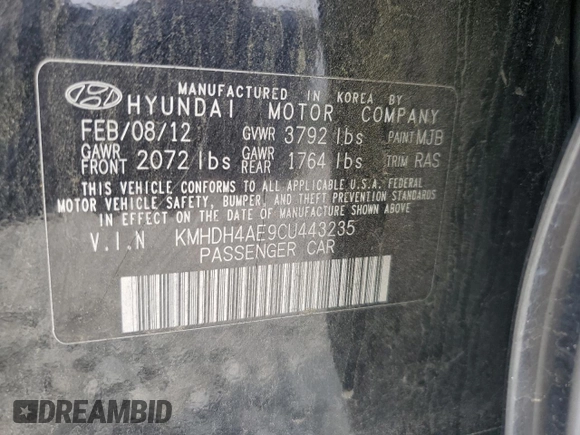 MANUFACTURED IN KOREA BY
HYUNDAI MOTOR COMPANY
FEB/08/12 GVWR 3792 lbs PAINT MJB
GAWR FRONT 2072 lbs GAWR REAR 1764 lbs TRIM RAS
THIS VEHICLE CONFORMS TO ALL APPLICABLE U.S.A. FEDERAL
MOTOR VEHICLE SAFETY, BUMPER, AND THEFT PREVENTION STANDARDS
IN EFFECT ON THE DATE OF MANUFACTURE SHOWN ABOVE
V.I.N KMHDH4AE9CU443235
PASSENGER CAR
DREAMBID